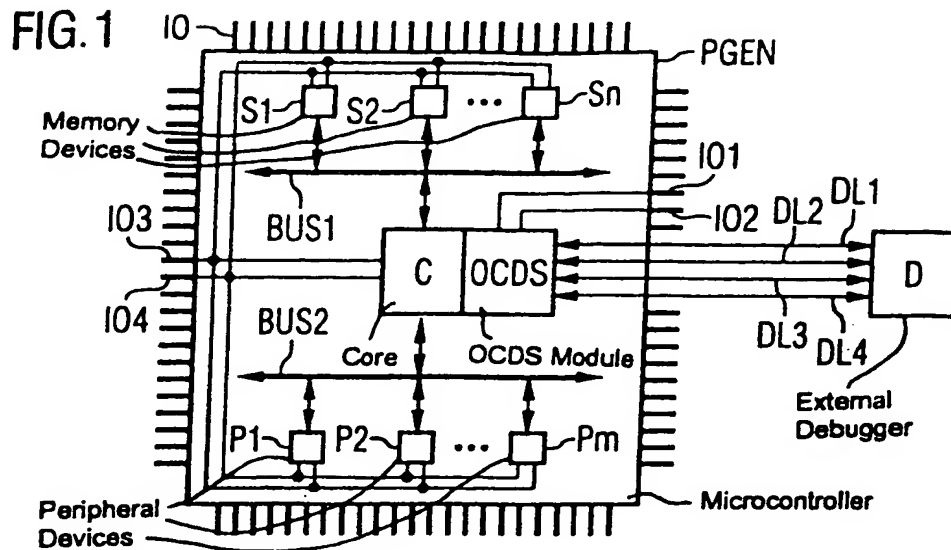 FIG. 1
IO
PGEN
S1
S2
...
Sn
Memory
Devices
IO1
IO2
DL1
DL2
BUS1
IO3
C
OCDS
D
IO4
BUS2
Core
OCDS Module
DL3
DL4
External
Debugger
P1
P2
...
Pm
Peripheral
Devices
Microcontroller